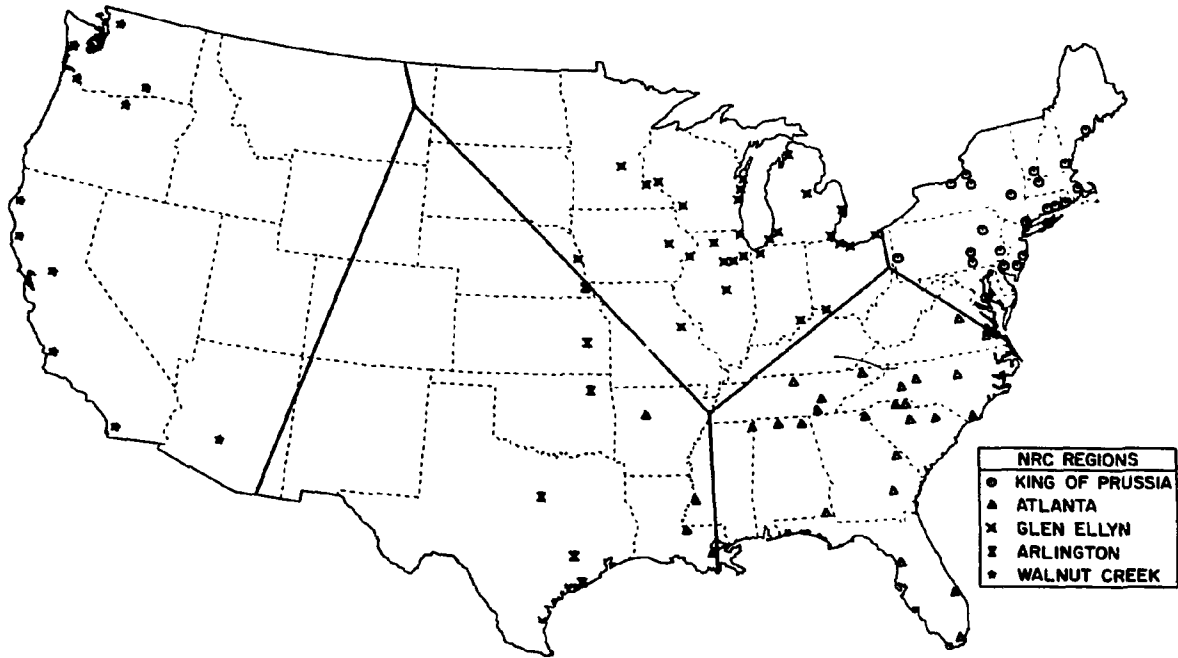 NRC REGIONS
KING OF PRUSSIA
ATLANTA
GLEN ELLYN
ARLINGTON
WALNUT CREEK